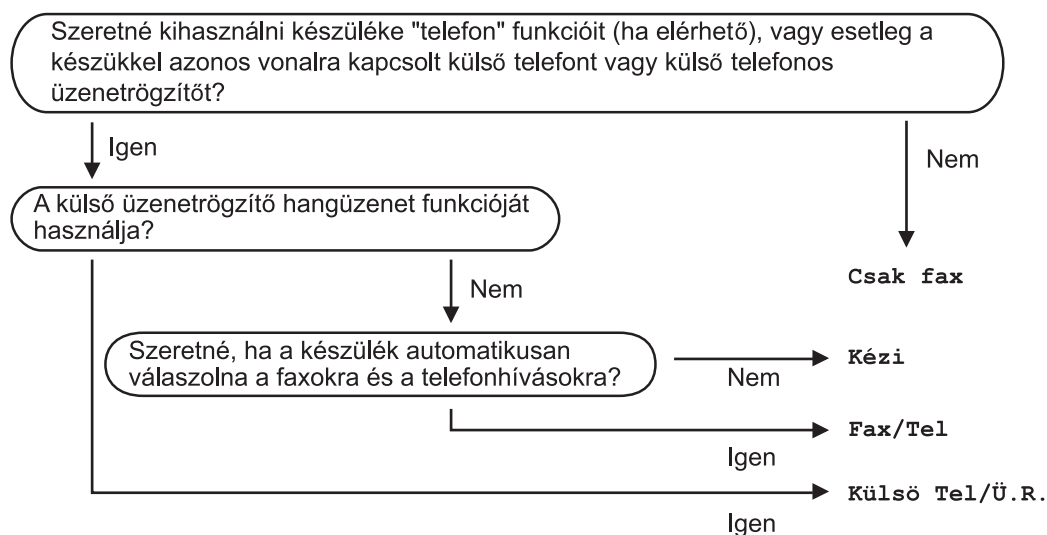 Szeretné kihasználni készüléke "telefon" funkcióit (ha elérhető), vagy esetleg a
készükkel azonos vonalra kapcsolt külső telefont vagy külső telefonos
üzenetrögzítőt?
Igen
Nem
A külső üzenetrögzítő hangüzenet funkcióját
használja?
Csak fax
Nem
Szeretné, ha a készülék automatikusan
válaszolna a faxokra és a telefonhívásokra?
Nem
Kézi
Fax/Tel
Igen
Külsö Tel/Ü.R.
Igen